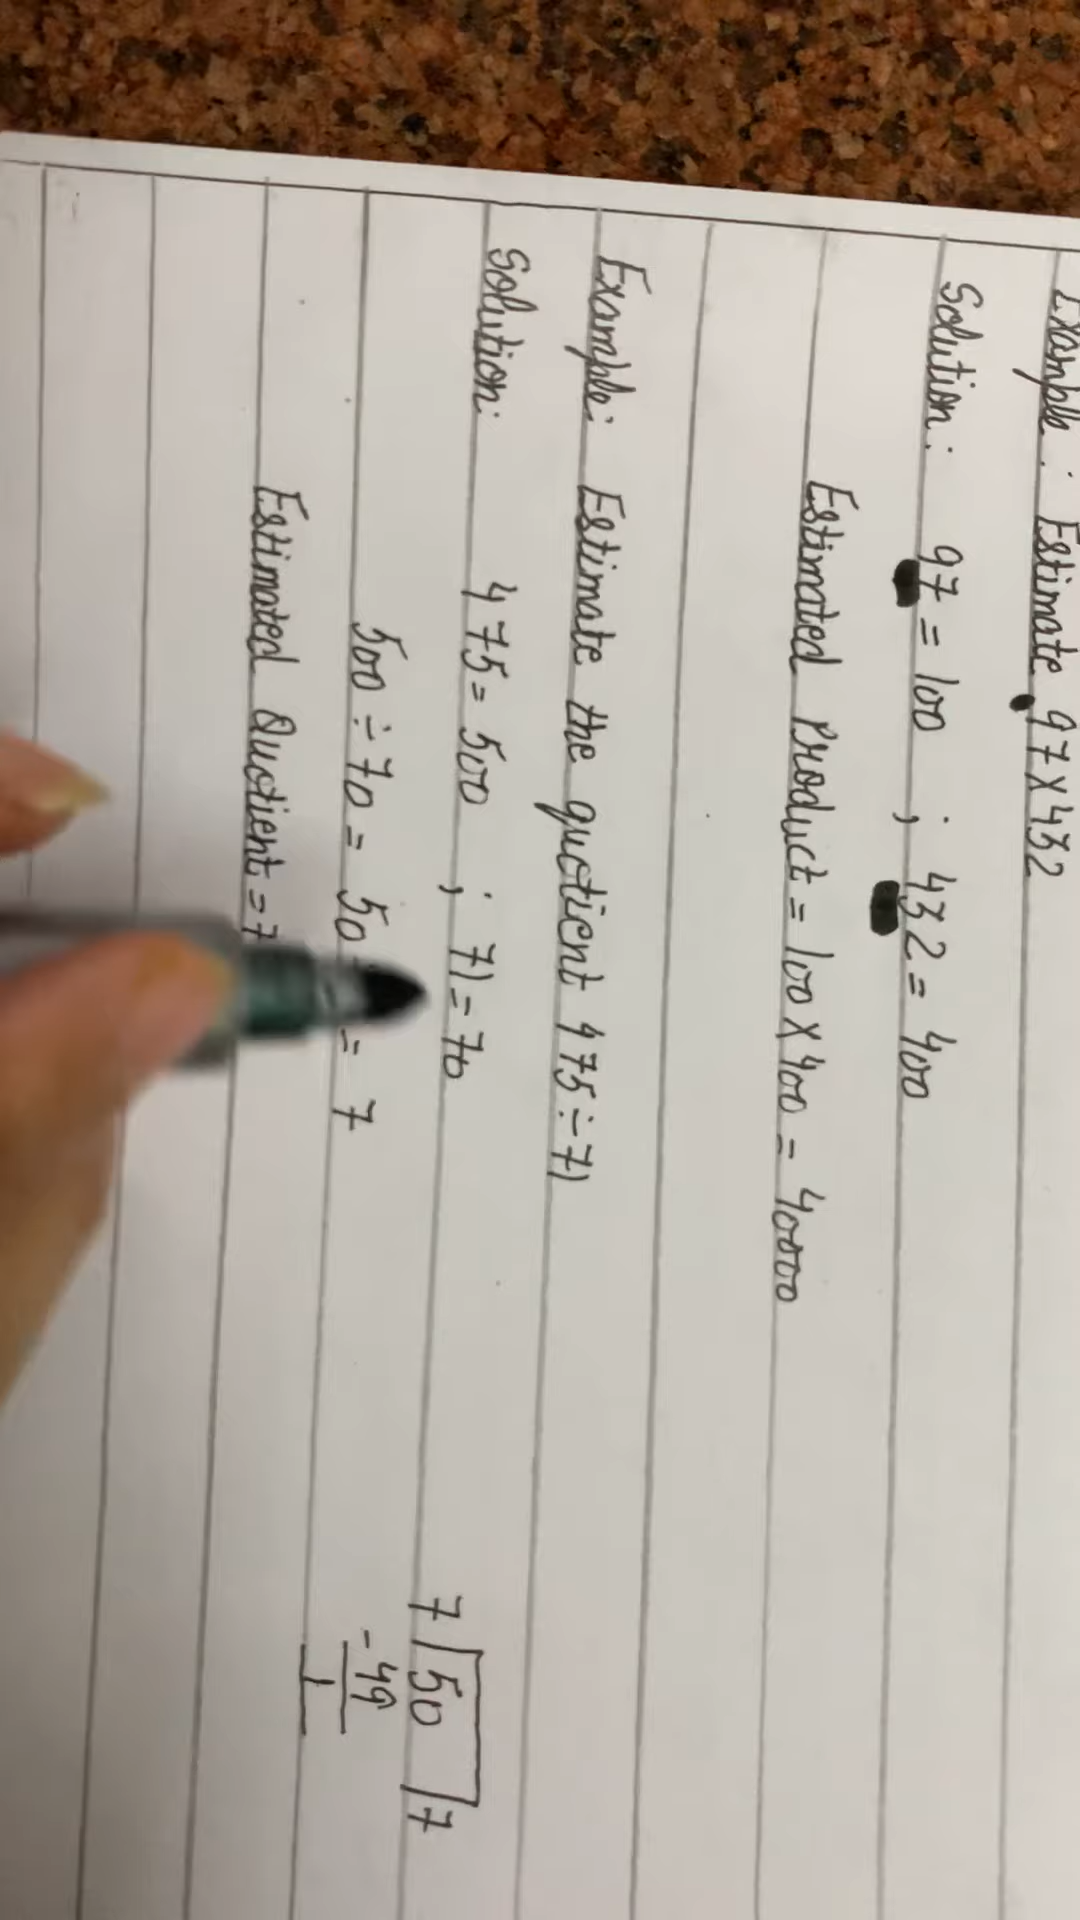 Example : Estimate 97 x 432
Solution : 97 = 100 ; 432 = 400
Estimated Product = 100 x 400 = 40000
Example: Estimate the quotient 475 ÷ 71
Solution: 475 = 500 ; 71 = 70
500 ÷ 70 = 50 = 7
Estimated Quotient = 7
7 50 7
- 49
1